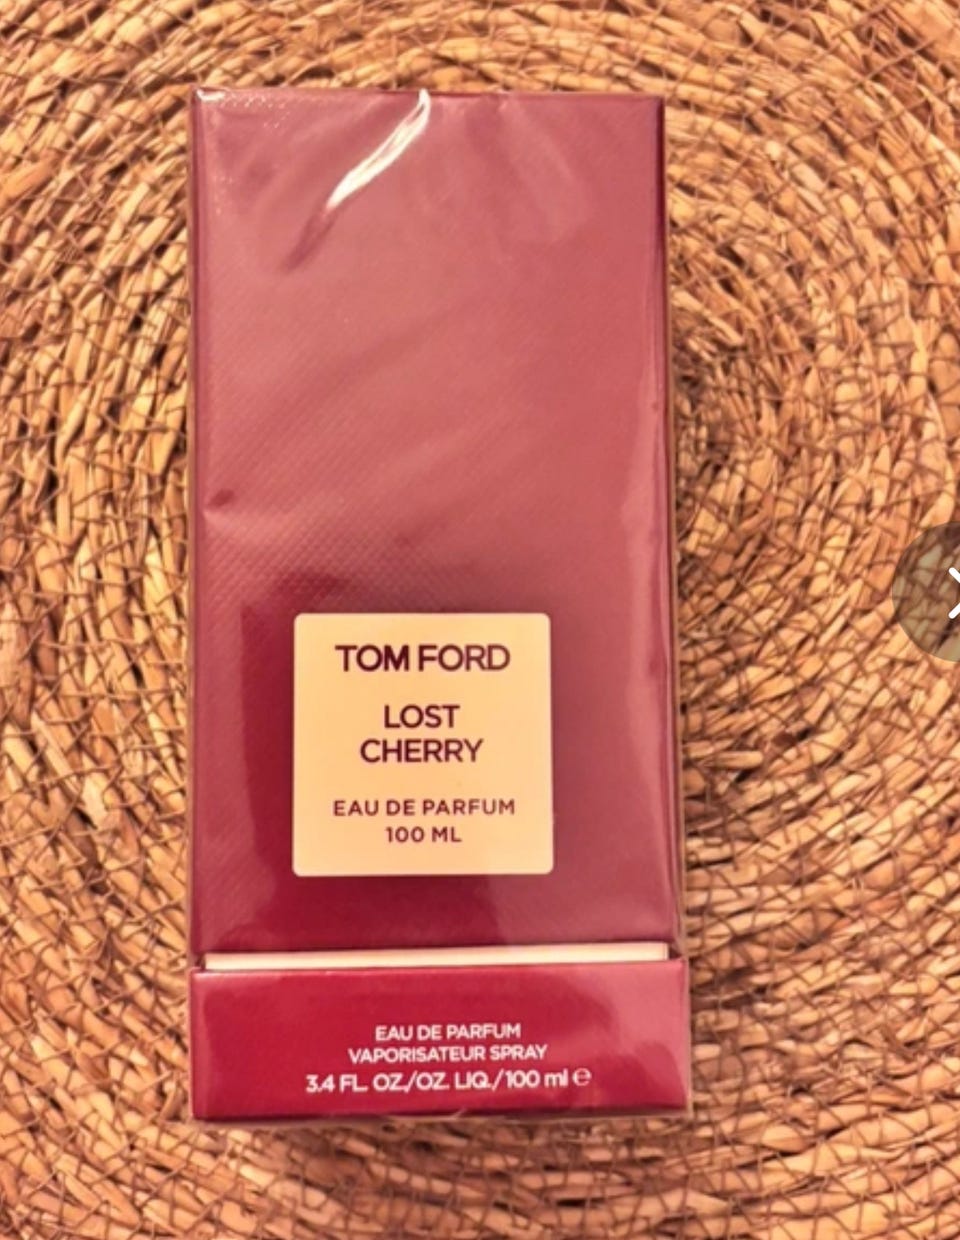 TOM FORD
LOST
CHERRY
EAU DE PARFUM
100 ML
EAU DE PARFUM
VAPORISATEUR SPRAY
3.4 FL. OZ./OZ. LIQ./100 ml ℮